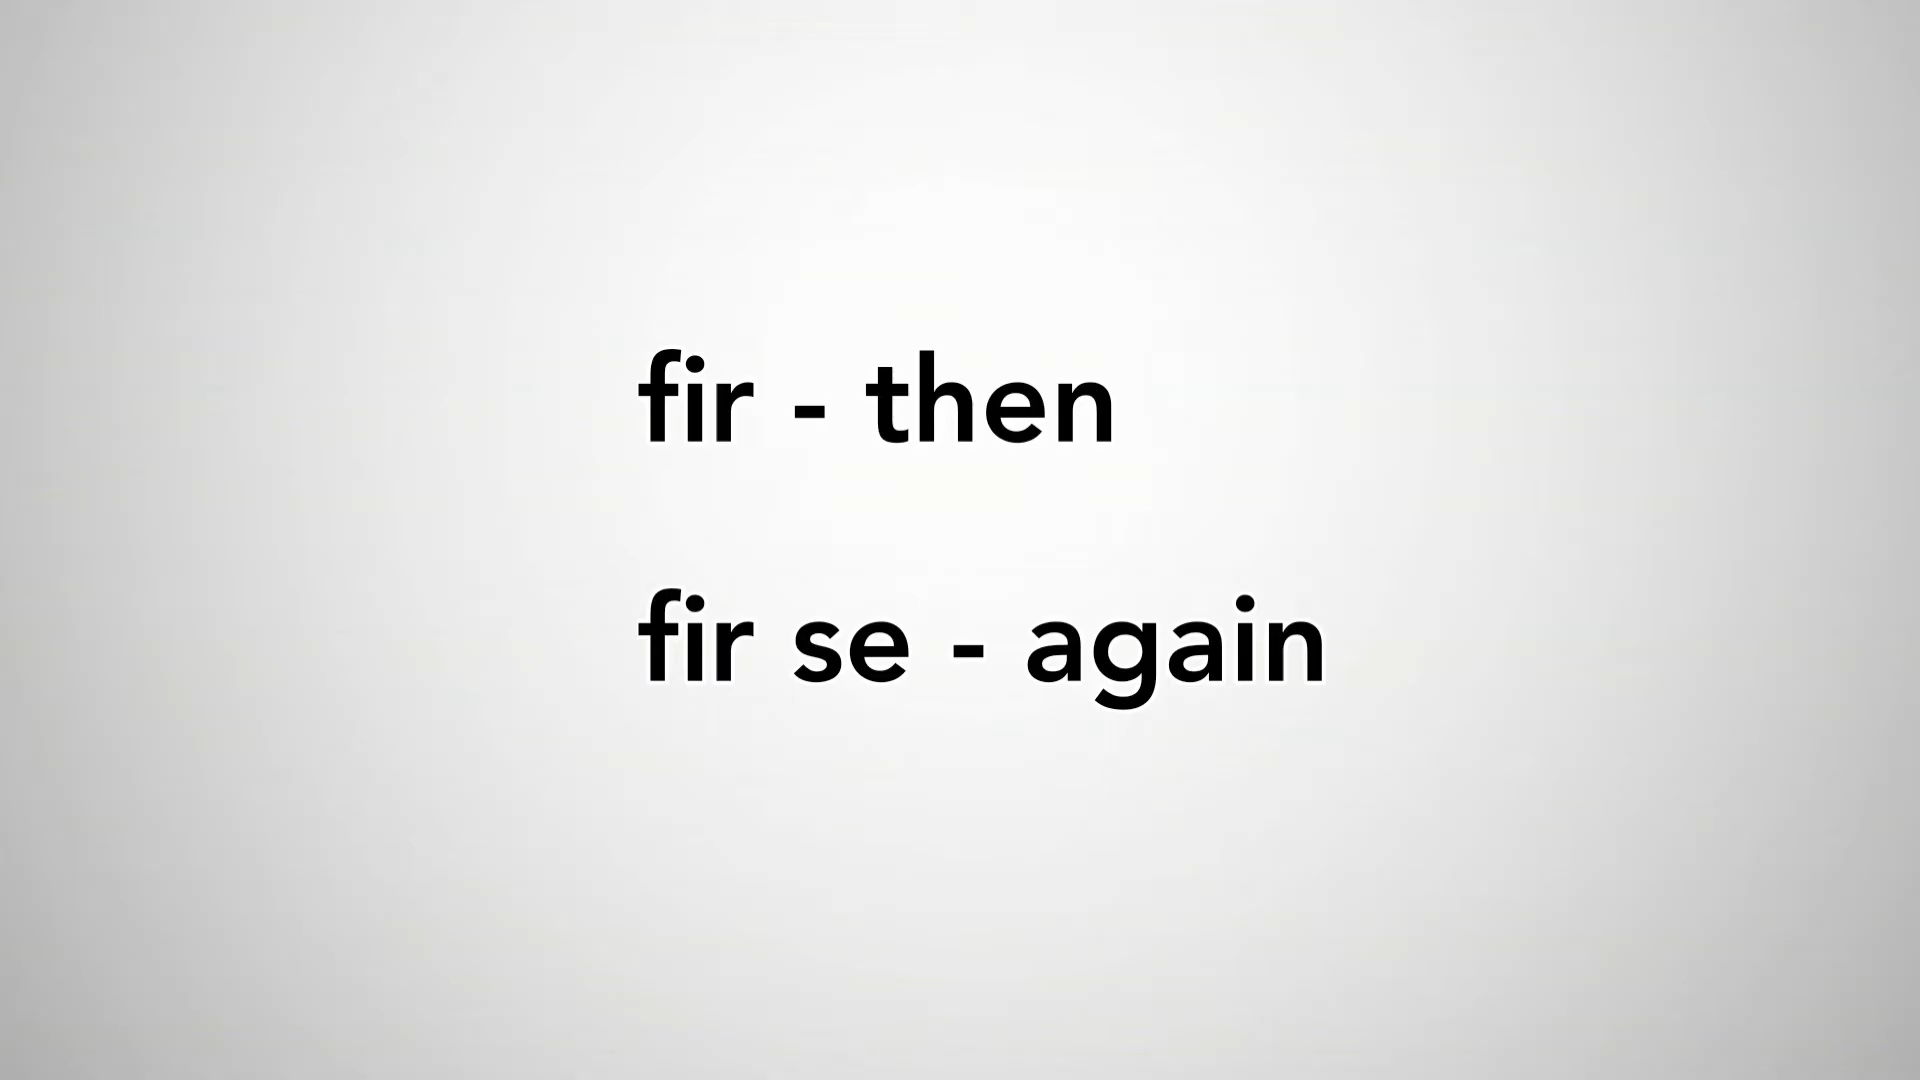 fir - then
fir se - again